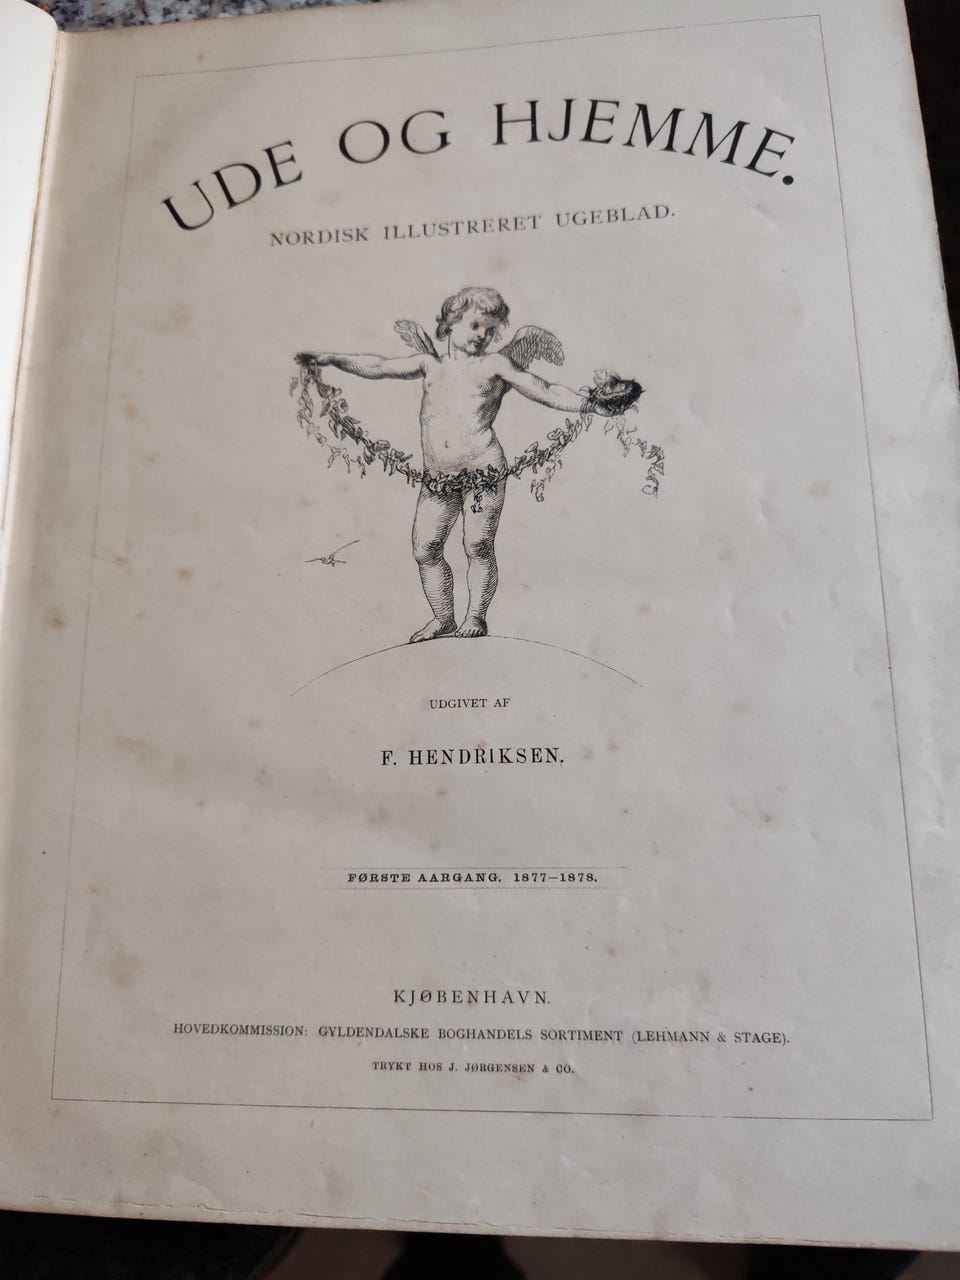 UDE OG HJEMME.
NORDISK ILLUSTRERET UGEBLAD.
UDGIVET AF
F. HENDRIKSEN.
FØRSTE AARGANG. 1877—1878.
KJØBENHAVN.
HOVEDKOMMISSION: GYLDENDALSKE BOGHANDELS SORTIMENT (LEHMANN & STAGE).
TRYKT HOS J. JØRGENSEN & CO.